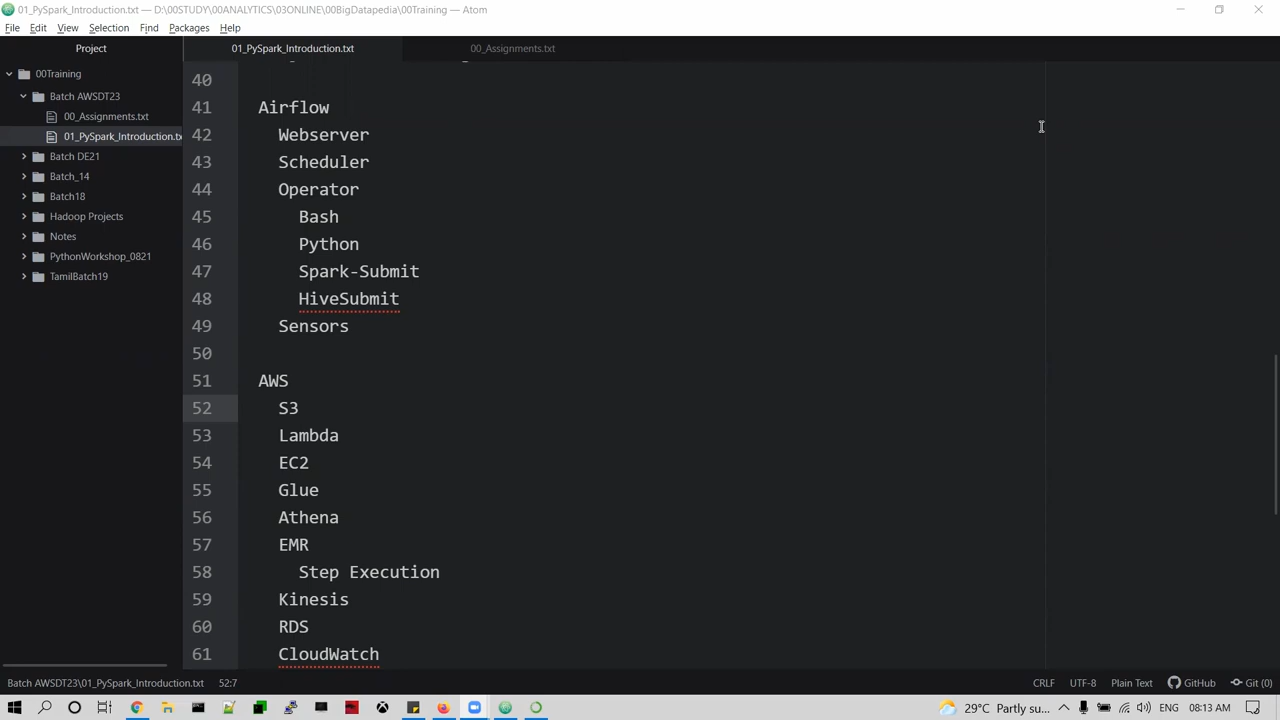 01_PySpark_Introduction.txt — D:\00STUDY\00ANALYTICS\03ONLINE\00BigDatapedia\00Training — Atom
File Edit View Selection Find Packages Help
Project
01_PySpark_Introduction.txt
00_Assignments.txt
00Training
Batch AWSDT23
00_Assignments.txt
01_PySpark_Introduction.tx
Batch DE21
Batch_14
Batch18
Hadoop Projects
Notes
PythonWorkshop_0821
TamilBatch19
40
41 Airflow
42 Webserver
43 Scheduler
44 Operator
45 Bash
46 Python
47 Spark-Submit
48 HiveSubmit
49 Sensors
50
51 AWS
52 S3
53 Lambda
54 EC2
55 Glue
56 Athena
57 EMR
58 Step Execution
59 Kinesis
60 RDS
61 CloudWatch
Batch AWSDT23\01_PySpark_Introduction.txt 52:7 CRLF UTF-8 Plain Text GitHub Git (0)
29°C Partly su... ENG 08:13 AM